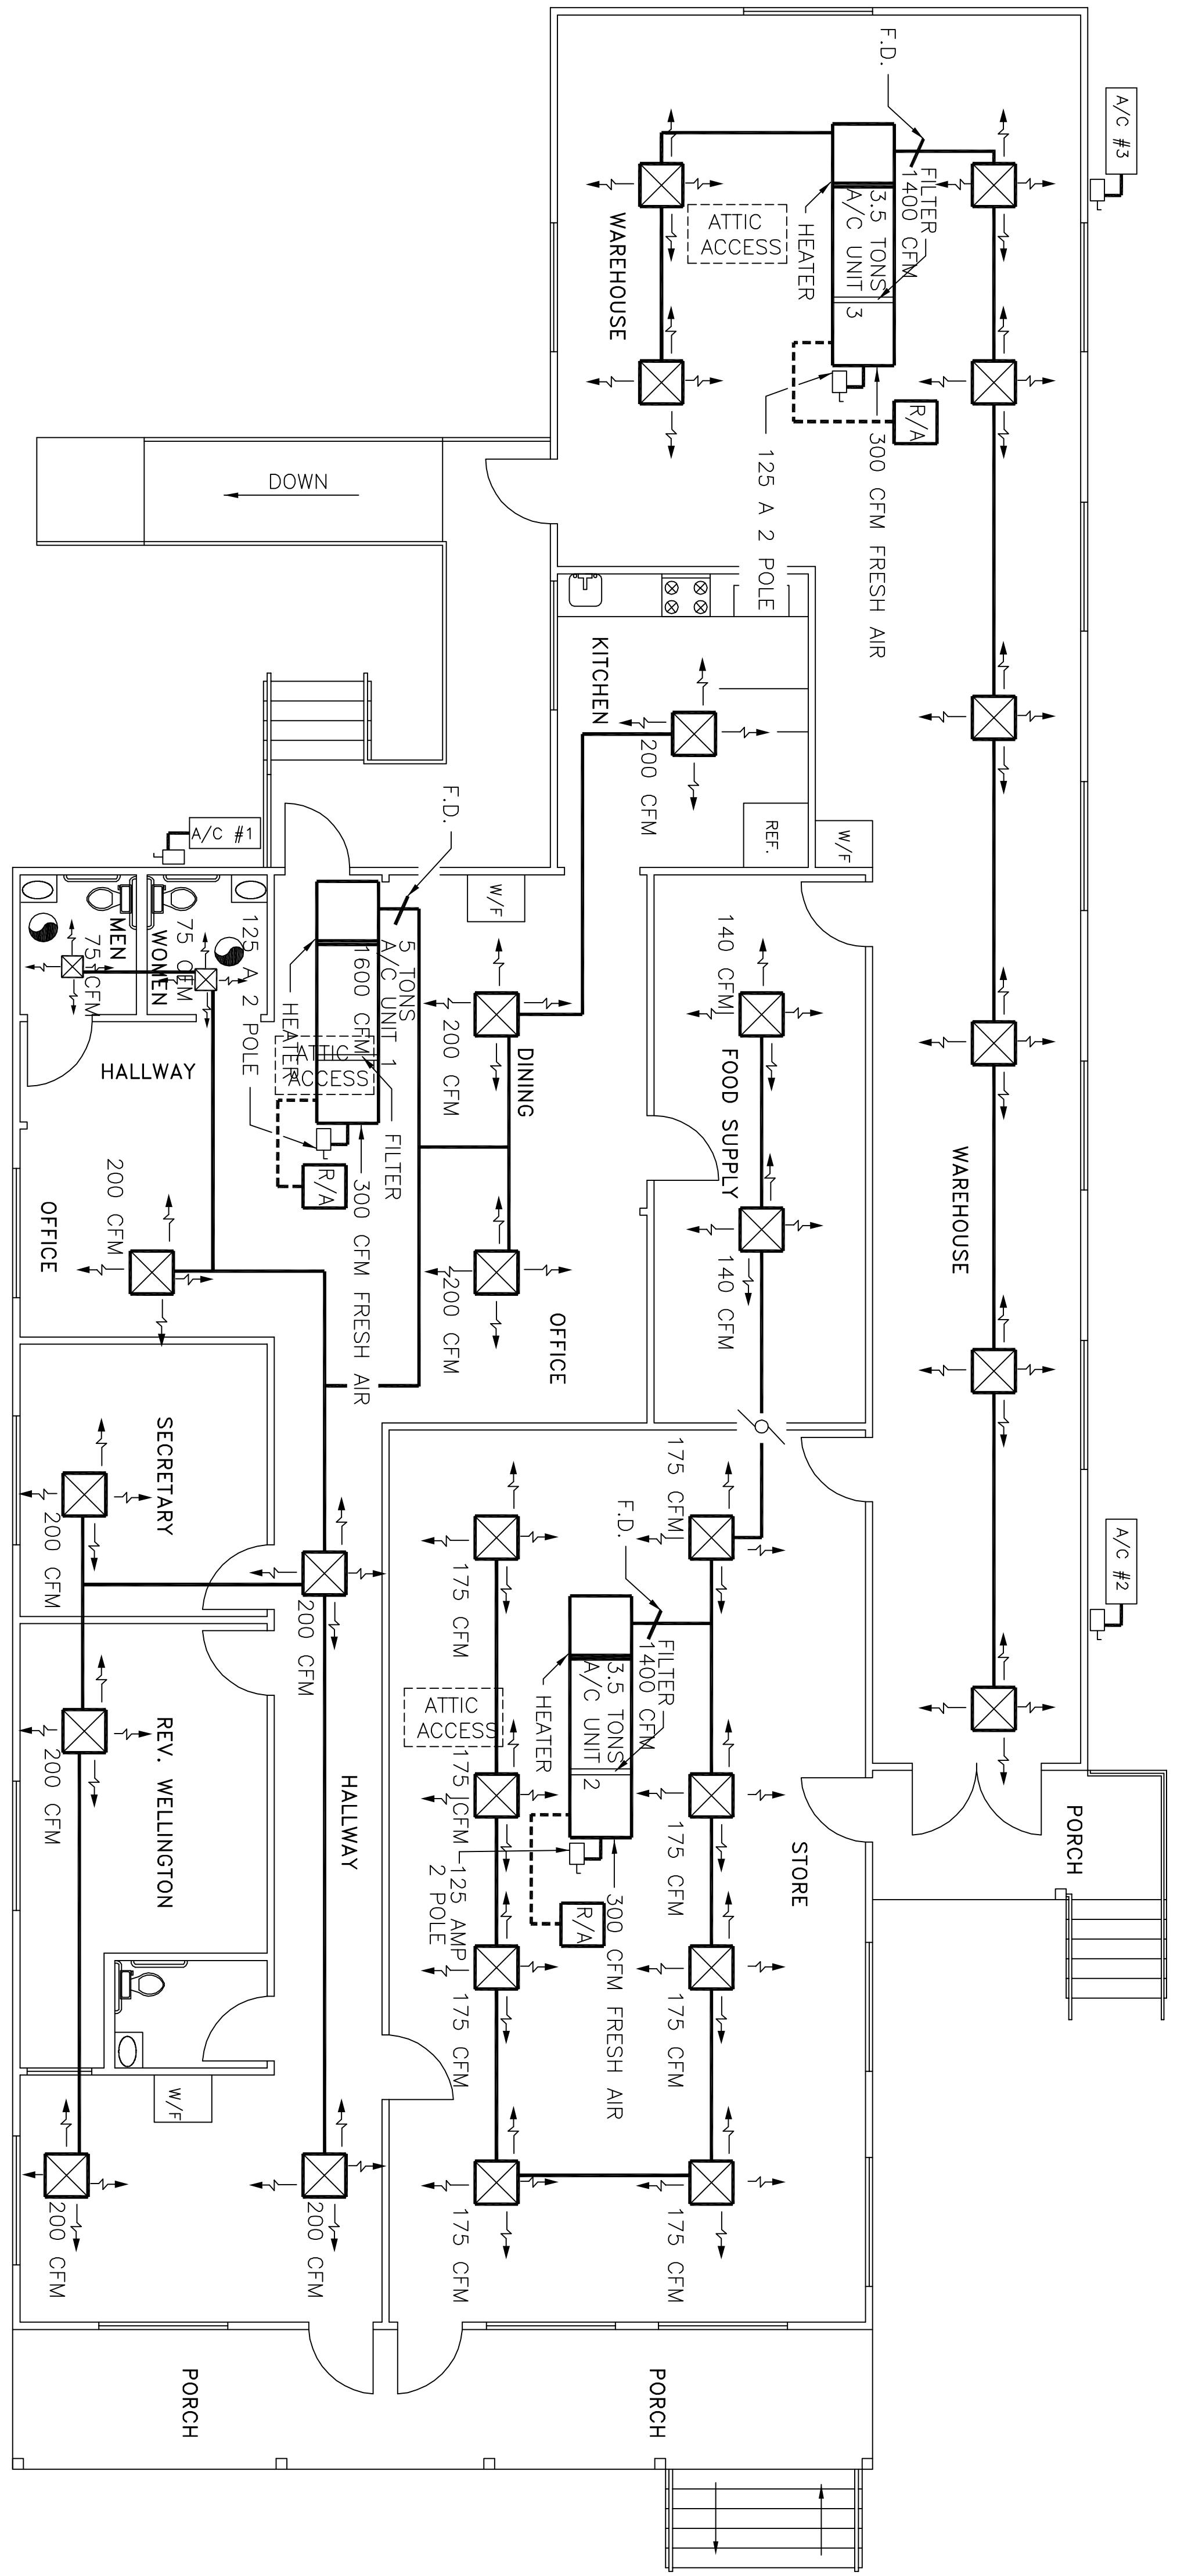 A/C #3
F.D.
FILTER
1400 CFM
3.5 TONS
A/C UNIT 3
HEATER
ATTIC
ACCESS
WAREHOUSE
R/A
300 CFM FRESH AIR
125 A 2 POLE
DOWN
KITCHEN
200 CFM
REF.
W/F
A/C #1
F.D.
W/F
MEN
WOMEN
75 CFM
75 CFM
125 A 2 POLE
5 TONS
A/C UNIT 1
1600 CFM
HEATER
ATTIC
ACCESS
FILTER
R/A
300 CFM FRESH AIR
200 CFM
DINING
140 CFM
FOOD SUPPLY
140 CFM
WAREHOUSE
HALLWAY
200 CFM
OFFICE
200 CFM
OFFICE
SECRETARY
200 CFM
200 CFM
REV. WELLINGTON
200 CFM
HALLWAY
175 CFM
175 CFM
F.D.
FILTER
1400 CFM
3.5 TONS
A/C UNIT 2
HEATER
ATTIC
ACCESS
175 CFM
125 AMP
2 POLE
R/A
300 CFM FRESH AIR
175 CFM
175 CFM
175 CFM
STORE
A/C #2
PORCH
W/F
200 CFM
200 CFM
175 CFM
175 CFM
PORCH
PORCH